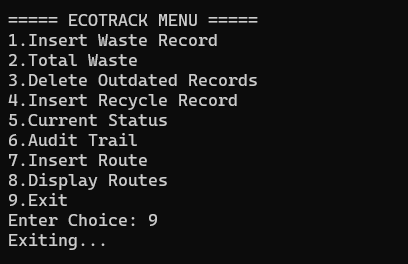 ===== ECOTRACK MENU =====
1.Insert Waste Record
2.Total Waste
3.Delete Outdated Records
4.Insert Recycle Record
5.Current Status
6.Audit Trail
7.Insert Route
8.Display Routes
9.Exit
Enter Choice: 9
Exiting...